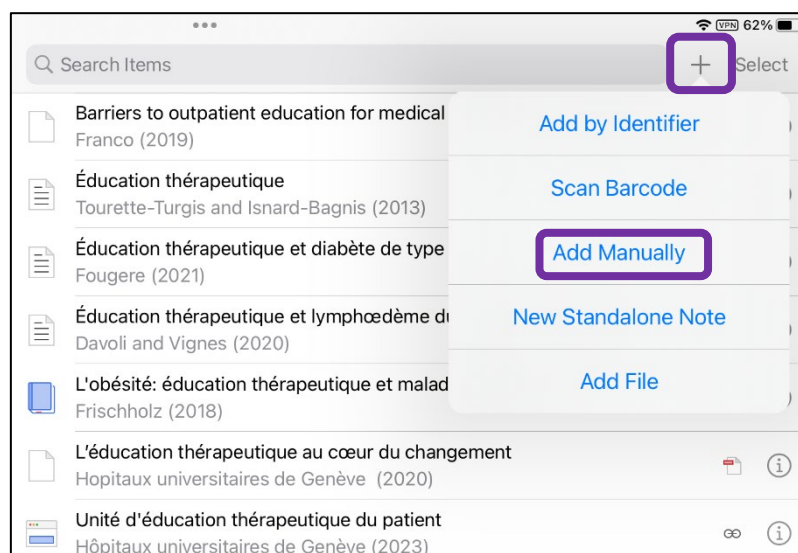 VPN 62%
Search Items
Select
Barriers to outpatient education for medical
Franco (2019)
Add by Identifier
Éducation thérapeutique
Tourette-Turgis and Isnard-Bagnis (2013)
Scan Barcode
Éducation thérapeutique et diabète de type
Fougere (2021)
Add Manually
Éducation thérapeutique et lymphœdème du
Davoli and Vignes (2020)
New Standalone Note
L'obésité: éducation thérapeutique et malad
Frischholz (2018)
Add File
L’éducation thérapeutique au cœur du changement
Hopitaux universitaires de Genève (2020)
Unité d'éducation thérapeutique du patient
Hôpitaux universitaires de Genève (2023)